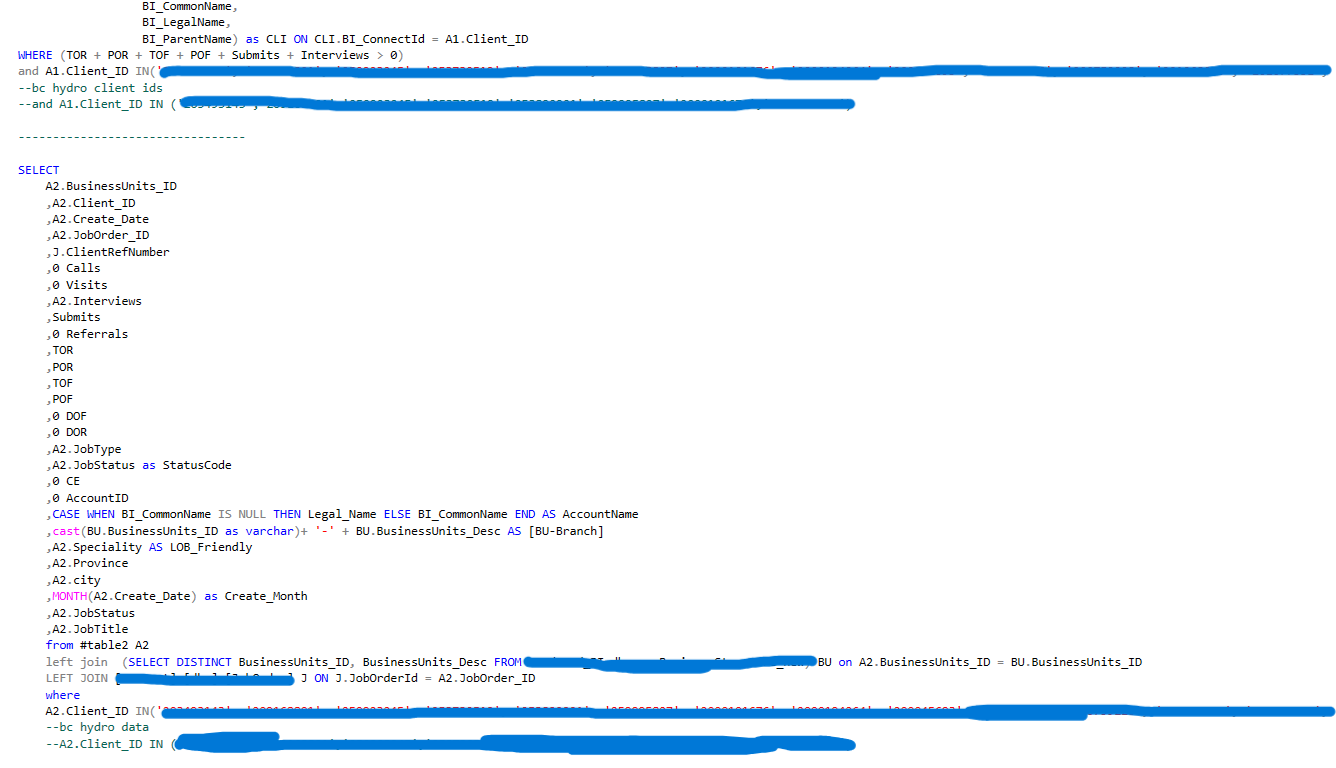 BI_CommonName,
BI_LegalName,
BI_ParentName) as CLI ON CLI.BI_ConnectId = A1.Client_ID
WHERE (TOR + POR + TOF + POF + Submits + Interviews > 0)
and A1.Client_ID IN('
--bc hydro client ids
--and A1.Client_ID IN (
---------------------------------
SELECT
A2.BusinessUnits_ID
,A2.Client_ID
,A2.Create_Date
,A2.JobOrder_ID
,J.ClientRefNumber
,0 Calls
,0 Visits
,A2.Interviews
,Submits
,0 Referrals
,TOR
,POR
,TOF
,POF
,0 DOF
,0 DOR
,A2.JobType
,A2.JobStatus as StatusCode
,0 CE
,0 AccountID
,CASE WHEN BI_CommonName IS NULL THEN Legal_Name ELSE BI_CommonName END AS AccountName
,cast(BU.BusinessUnits_ID as varchar)+ '-' + BU.BusinessUnits_Desc AS [BU-Branch]
,A2.Speciality AS LOB_Friendly
,A2.Province
,A2.city
,MONTH(A2.Create_Date) as Create_Month
,A2.JobStatus
,A2.JobTitle
from #table2 A2
left join (SELECT DISTINCT BusinessUnits_ID, BusinessUnits_Desc FROM BU on A2.BusinessUnits_ID = BU.BusinessUnits_ID
LEFT JOIN J ON J.JobOrderId = A2.JobOrder_ID
where
A2.Client_ID IN('
--bc hydro data
--A2.Client_ID IN (